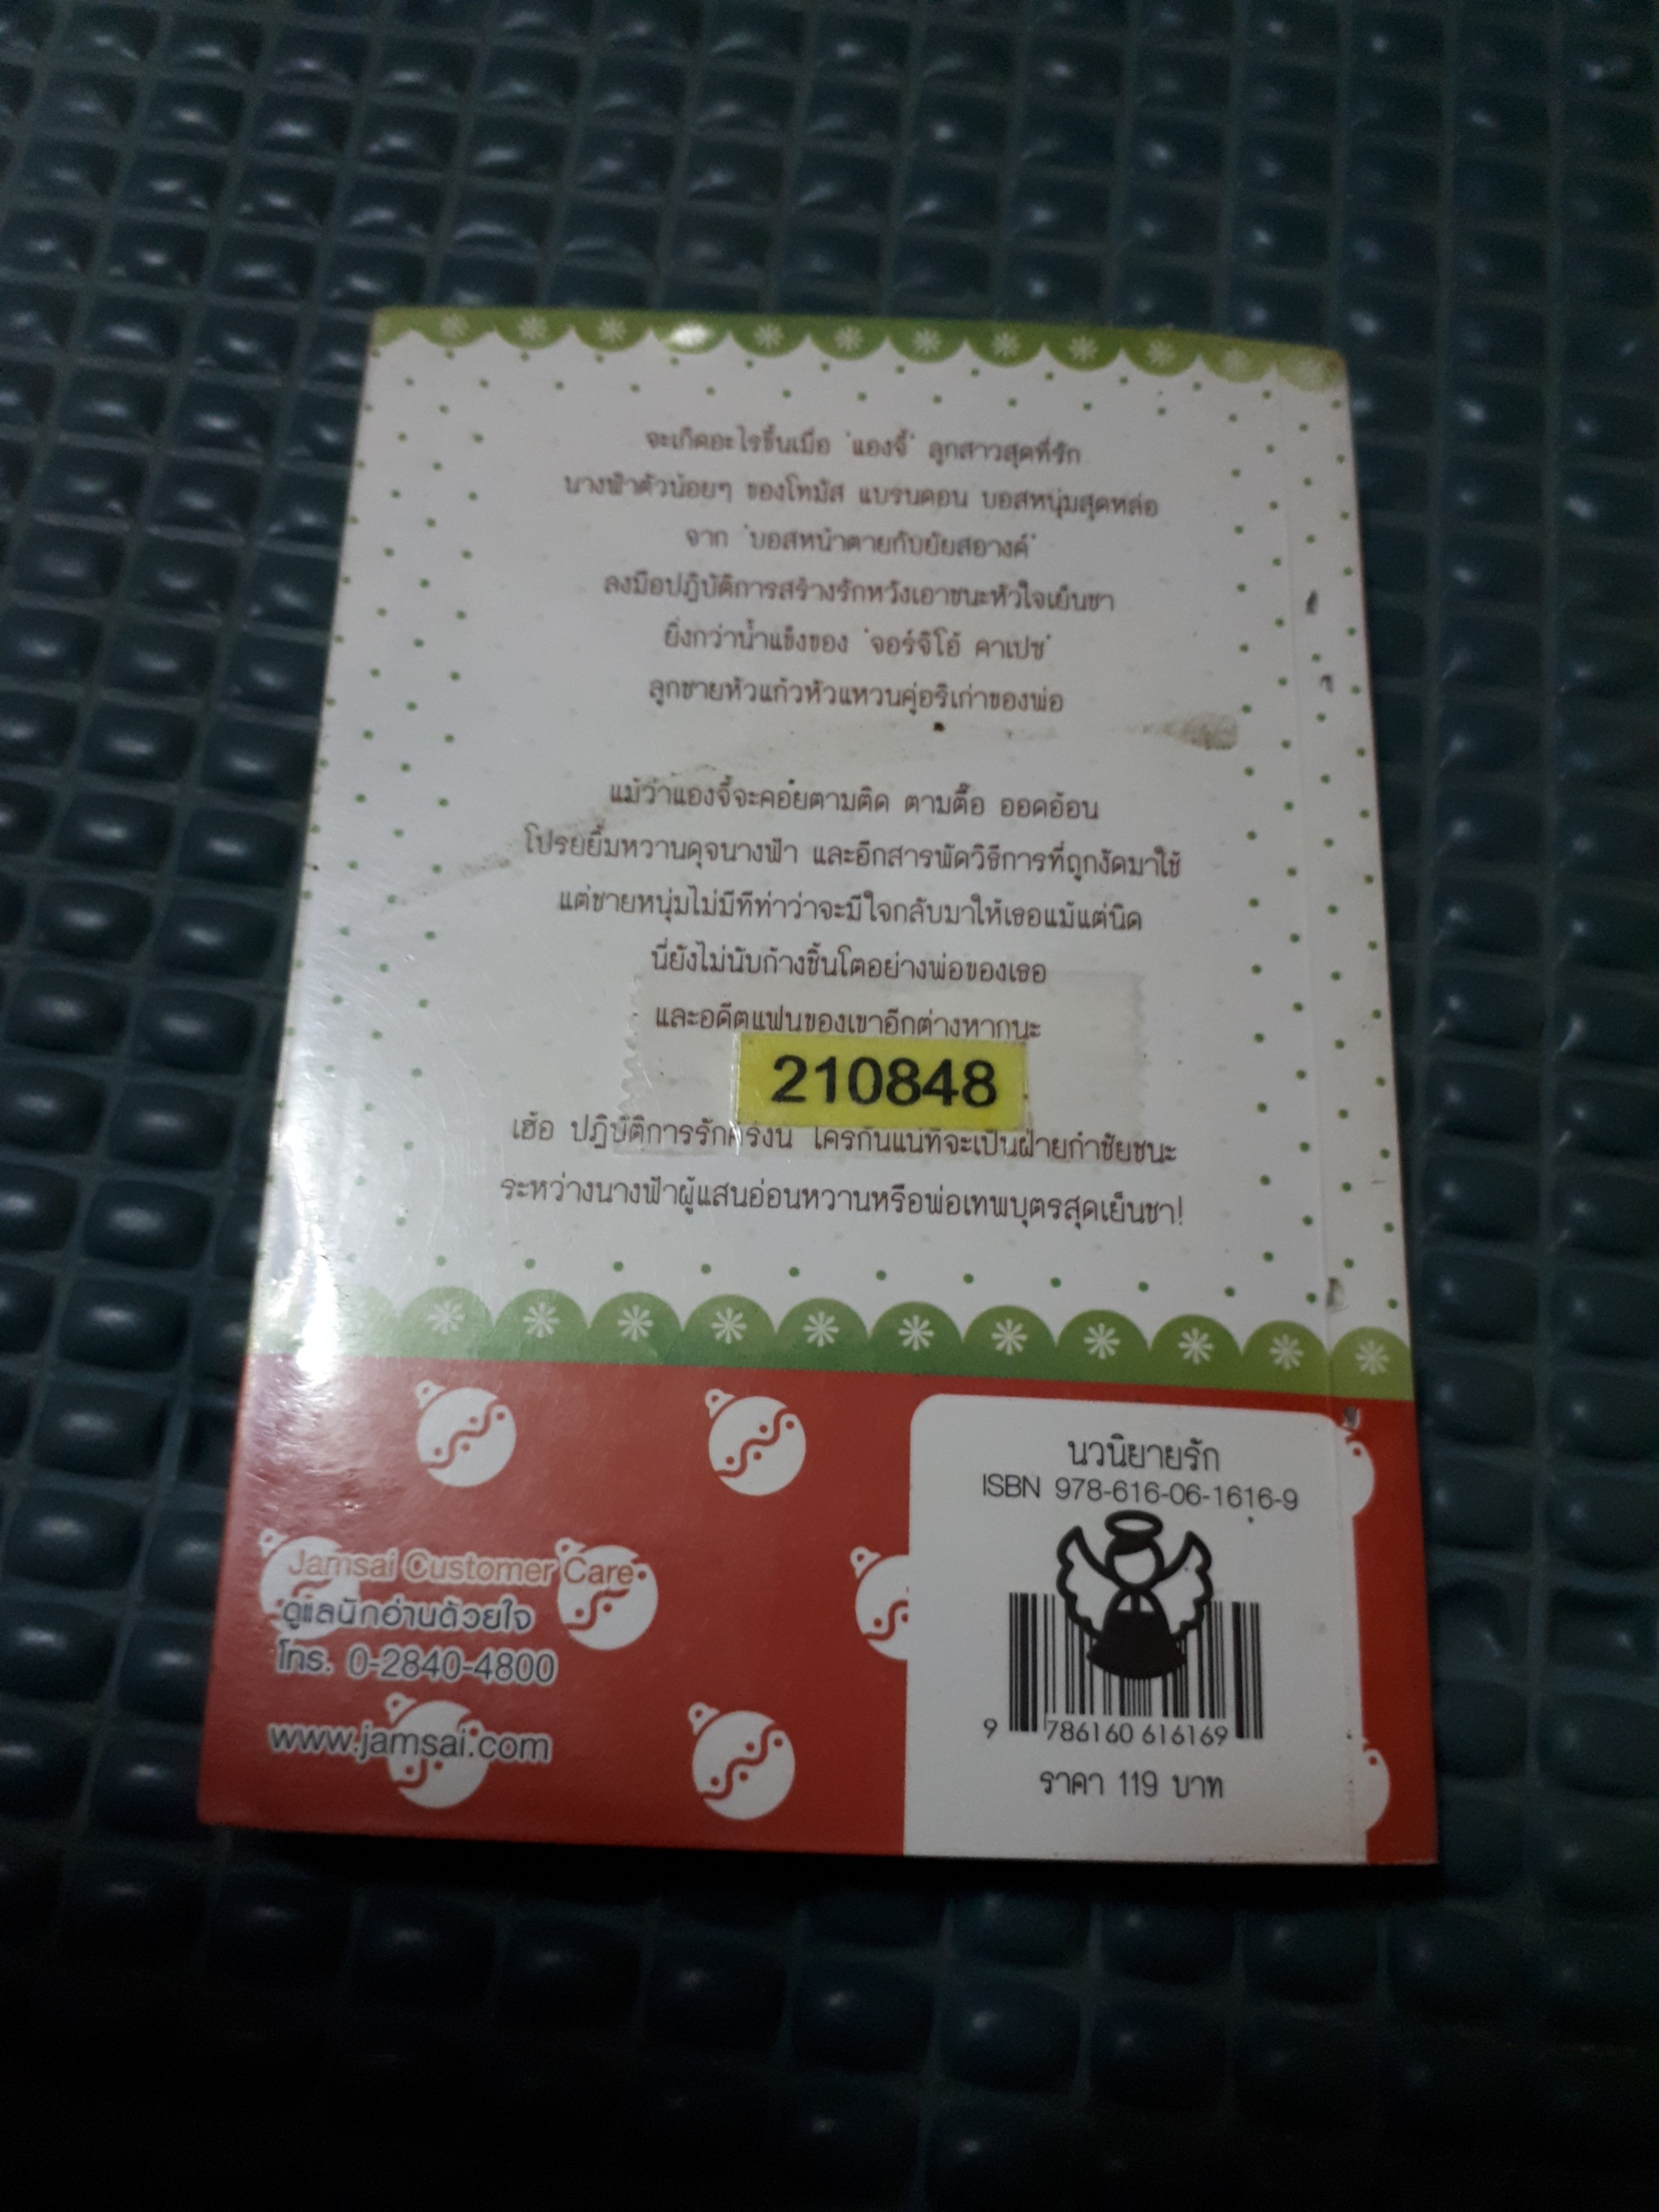 จะเกิดอะไรขึ้นเมื่อ 'แองจี้' ลูกสาวสุดที่รัก
นางฟ้าตัวน้อยๆ ของโทมัส แบรนดอน บอสหนุ่มสุดหล่อ
จาก 'บอสหน้าตายกับยัยสอางค์'
ลงมือปฏิบัติการสร้างรักหวังเอาชนะหัวใจเย็นชา
ยิ่งกว่าน้ำแข็งของ 'จอร์จิโอ้ คาเปซ'
ลูกชายหัวแก้วหัวแหวนคู่อริเก่าของพ่อ
แม้ว่าแองจี้จะคอยตามติด ตามตื๊อ ออดอ้อน
โปรยยิ้มหวานดุจนางฟ้า และอีกสารพัดวิธีการที่ถูกงัดมาใช้
แต่ชายหนุ่มไม่มีทีท่าว่าจะมีใจกลับมาให้เธอแม้แต่นิด
นี่ยังไม่นับก้างชิ้นโตอย่างพ่อของเธอ
และอดีตแฟนของเขาอีกต่างหากนะ
210848
เฮ้อ ปฏิบัติการรักครั้งนี้ ใครกันแน่ที่จะเป็นฝ่ายกำชัยชนะ
ระหว่างนางฟ้าผู้แสนอ่อนหวานหรือพ่อเทพบุตรสุดเย็นชา!
นวนิยายรัก
ISBN 978-616-06-1616-9
9 786160 616169
ราคา 119 บาท
Jamsai Customer Care
ดูแลนักอ่านด้วยใจ
โทร. 0-2840-4800
www.jamsai.com